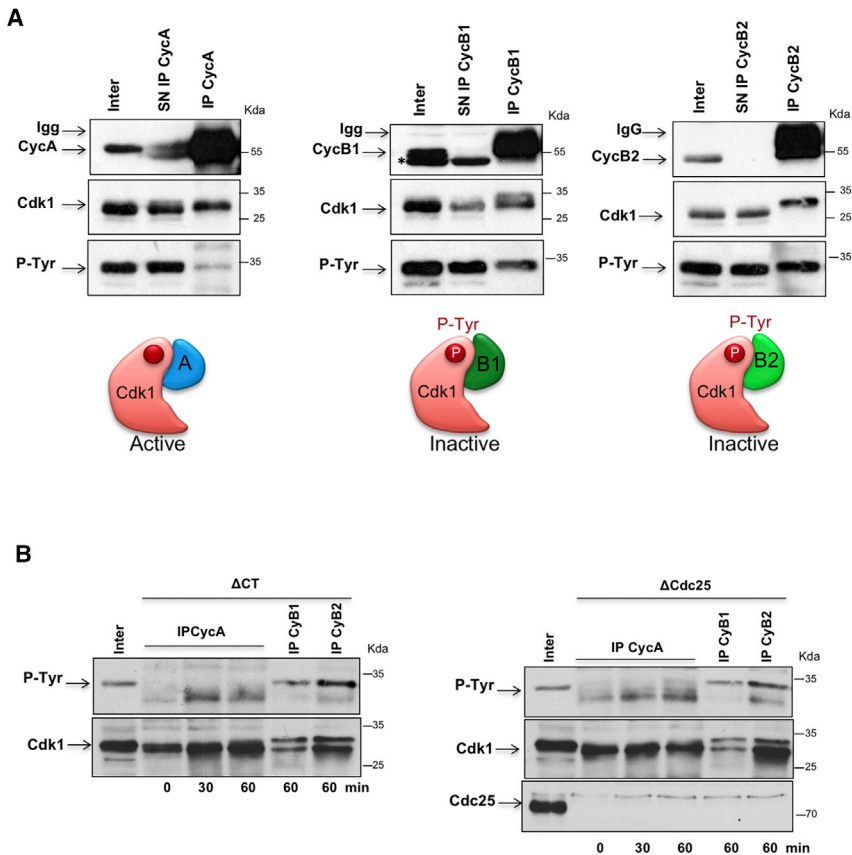 A
Inter
SN IP CycA
IP CycA
Kda
Igg
CycA
55
Cdk1
35
25
P-Tyr
35
A
Cdk1
Active
Inter
SN IP CycB1
IP CycB1
Kda
Igg
CycB1
*
55
Cdk1
35
25
P-Tyr
35
P-Tyr
P
B1
Cdk1
Inactive
Inter
SN IP CycB2
IP CycB2
Kda
IgG
CycB2
55
Cdk1
35
25
P-Tyr
35
P-Tyr
P
B2
Cdk1
Inactive
B
ΔCT
Inter
IPCycA
IP CyB1
IP CyB2
Kda
P-Tyr
35
Cdk1
35
25
0 30 60 60 60 min
ΔCdc25
Inter
IP CycA
IP CyB1
IP CyB2
Kda
P-Tyr
35
Cdk1
35
25
Cdc25
70
0 30 60 60 60 min